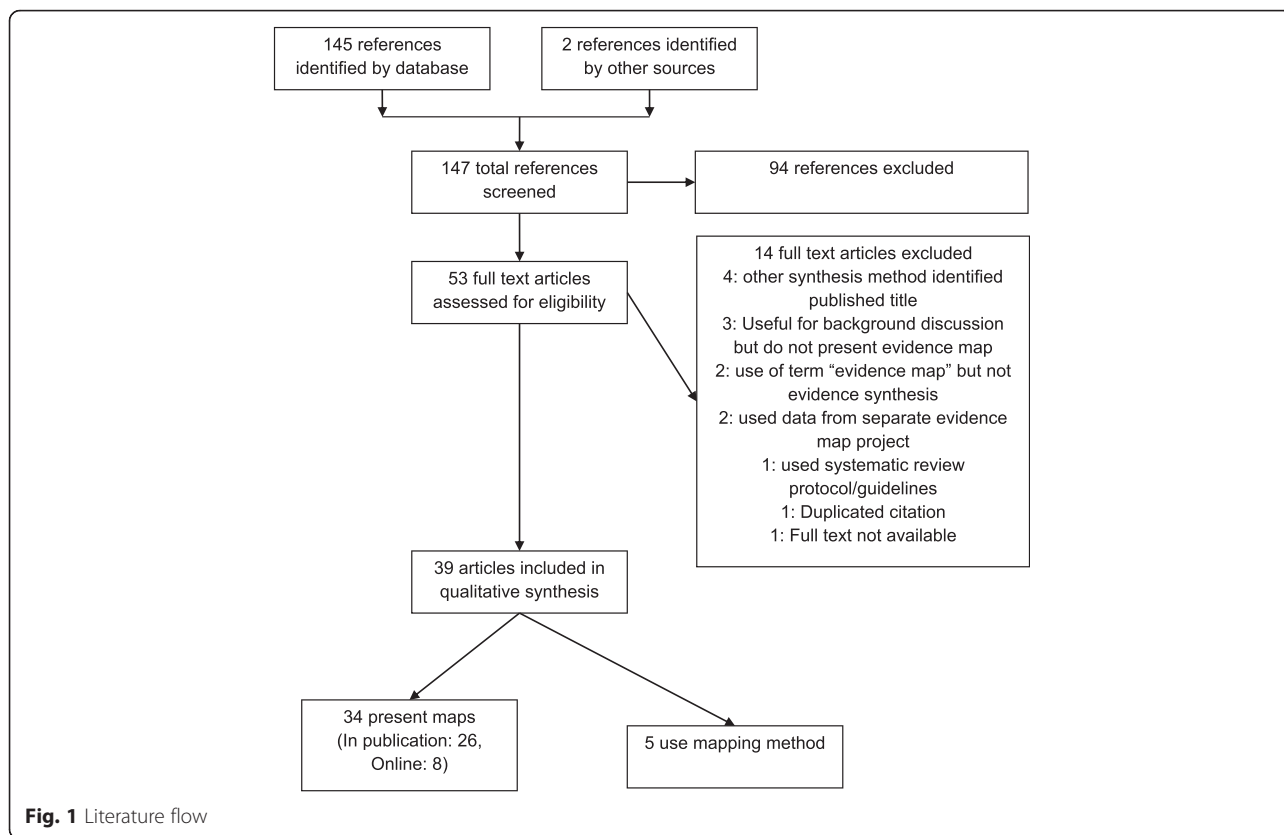 145 references
identified by database
2 references identified
by other sources
147 total references
screened
94 references excluded
53 full text articles
assessed for eligibility
14 full text articles excluded
4: other synthesis method identified
published title
3: Useful for background discussion
but do not present evidence map
2: use of term “evidence map” but not
evidence synthesis
2: used data from separate evidence
map project
1: used systematic review
protocol/guidelines
1: Duplicated citation
1: Full text not available
39 articles included in
qualitative synthesis
34 present maps
(In publication: 26,
Online: 8)
5 use mapping method
Fig. 1 Literature flow